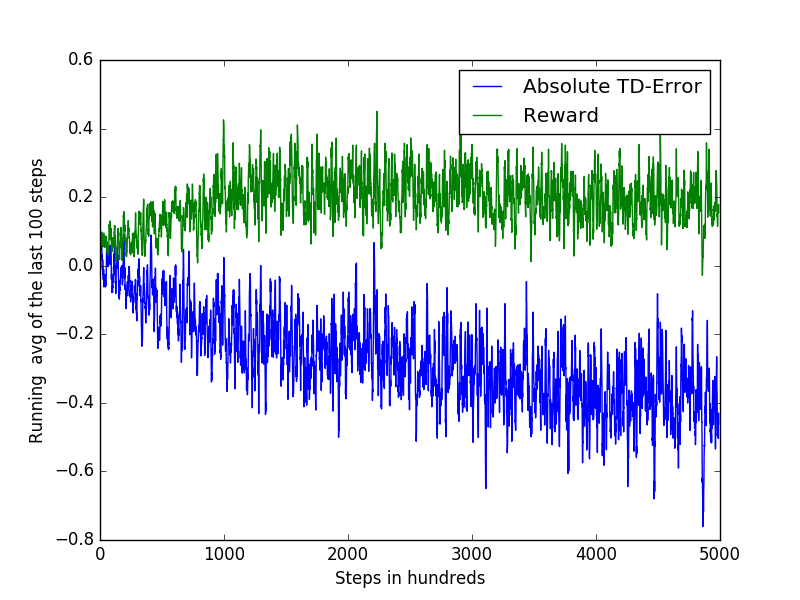 Absolute TD-Error
Reward
0.6
0.4
0.2
0.0
−0.2
−0.4
−0.6
−0.8
Running  avg of the last 100 steps
0 1000 2000 3000 4000 5000
Steps in hundreds